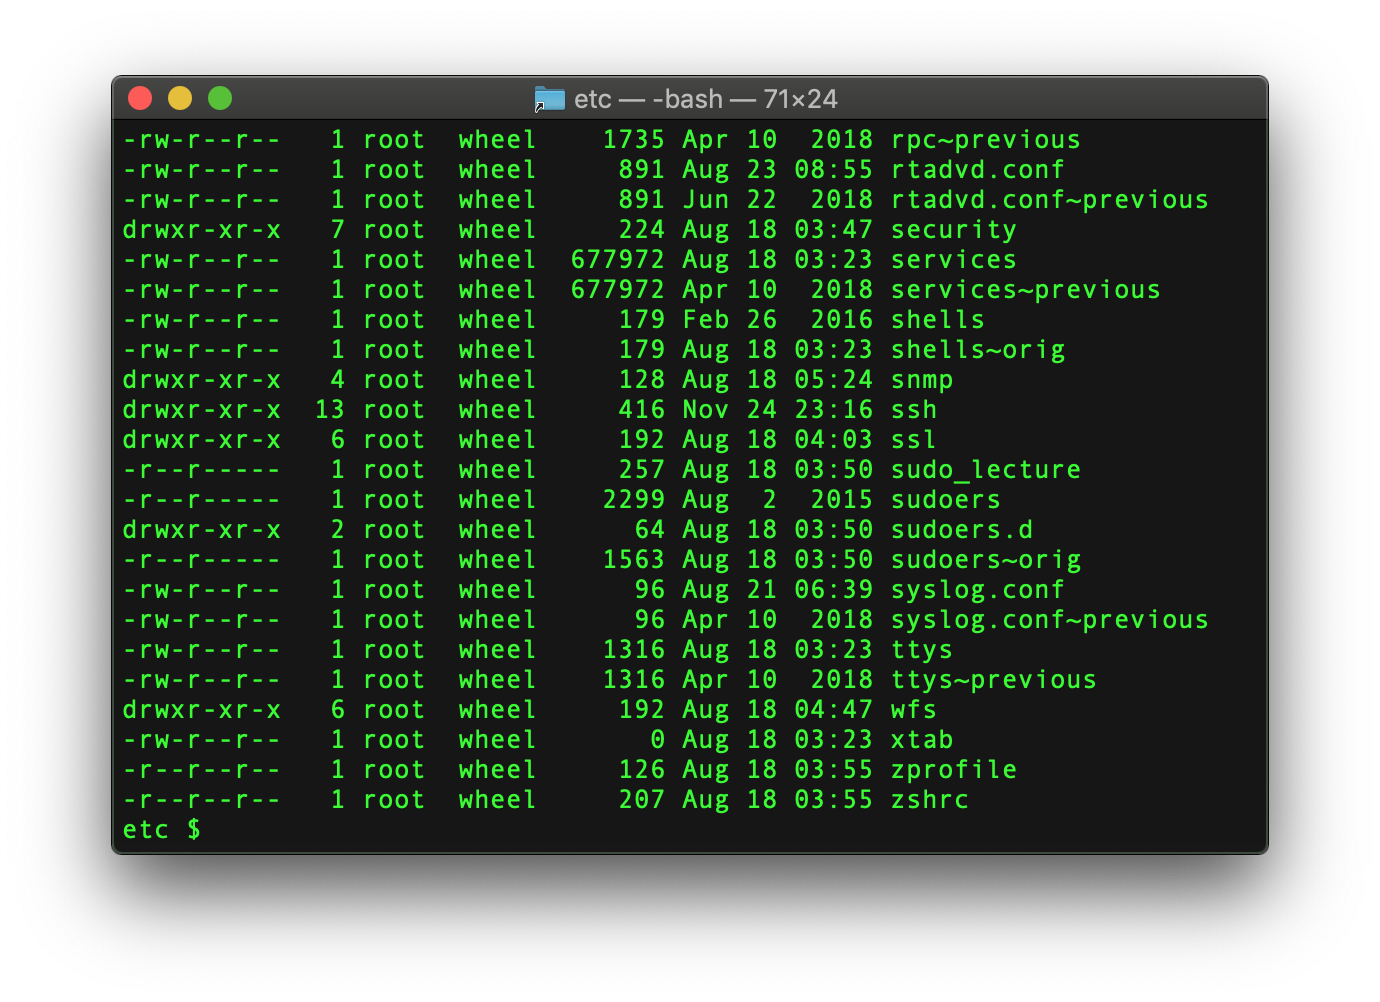 etc — -bash — 71×24
-rw-r--r--   1 root  wheel    1735 Apr 10  2018 rpc~previous
-rw-r--r--   1 root  wheel     891 Aug 23 08:55 rtadvd.conf
-rw-r--r--   1 root  wheel     891 Jun 22  2018 rtadvd.conf~previous
drwxr-xr-x   7 root  wheel     224 Aug 18 03:47 security
-rw-r--r--   1 root  wheel  677972 Aug 18 03:23 services
-rw-r--r--   1 root  wheel  677972 Apr 10  2018 services~previous
-rw-r--r--   1 root  wheel     179 Feb 26  2016 shells
-rw-r--r--   1 root  wheel     179 Aug 18 03:23 shells~orig
drwxr-xr-x   4 root  wheel     128 Aug 18 05:24 snmp
drwxr-xr-x  13 root  wheel     416 Nov 24 23:16 ssh
drwxr-xr-x   6 root  wheel     192 Aug 18 04:03 ssl
-r--r-----   1 root  wheel     257 Aug 18 03:50 sudo_lecture
-r--r-----   1 root  wheel    2299 Aug  2  2015 sudoers
drwxr-xr-x   2 root  wheel      64 Aug 18 03:50 sudoers.d
-r--r-----   1 root  wheel    1563 Aug 18 03:50 sudoers~orig
-rw-r--r--   1 root  wheel      96 Aug 21 06:39 syslog.conf
-rw-r--r--   1 root  wheel      96 Apr 10  2018 syslog.conf~previous
-rw-r--r--   1 root  wheel    1316 Aug 18 03:23 ttys
-rw-r--r--   1 root  wheel    1316 Apr 10  2018 ttys~previous
drwxr-xr-x   6 root  wheel     192 Aug 18 04:47 wfs
-rw-r--r--   1 root  wheel       0 Aug 18 03:23 xtab
-r--r--r--   1 root  wheel     126 Aug 18 03:55 zprofile
-r--r--r--   1 root  wheel     207 Aug 18 03:55 zshrc
etc $